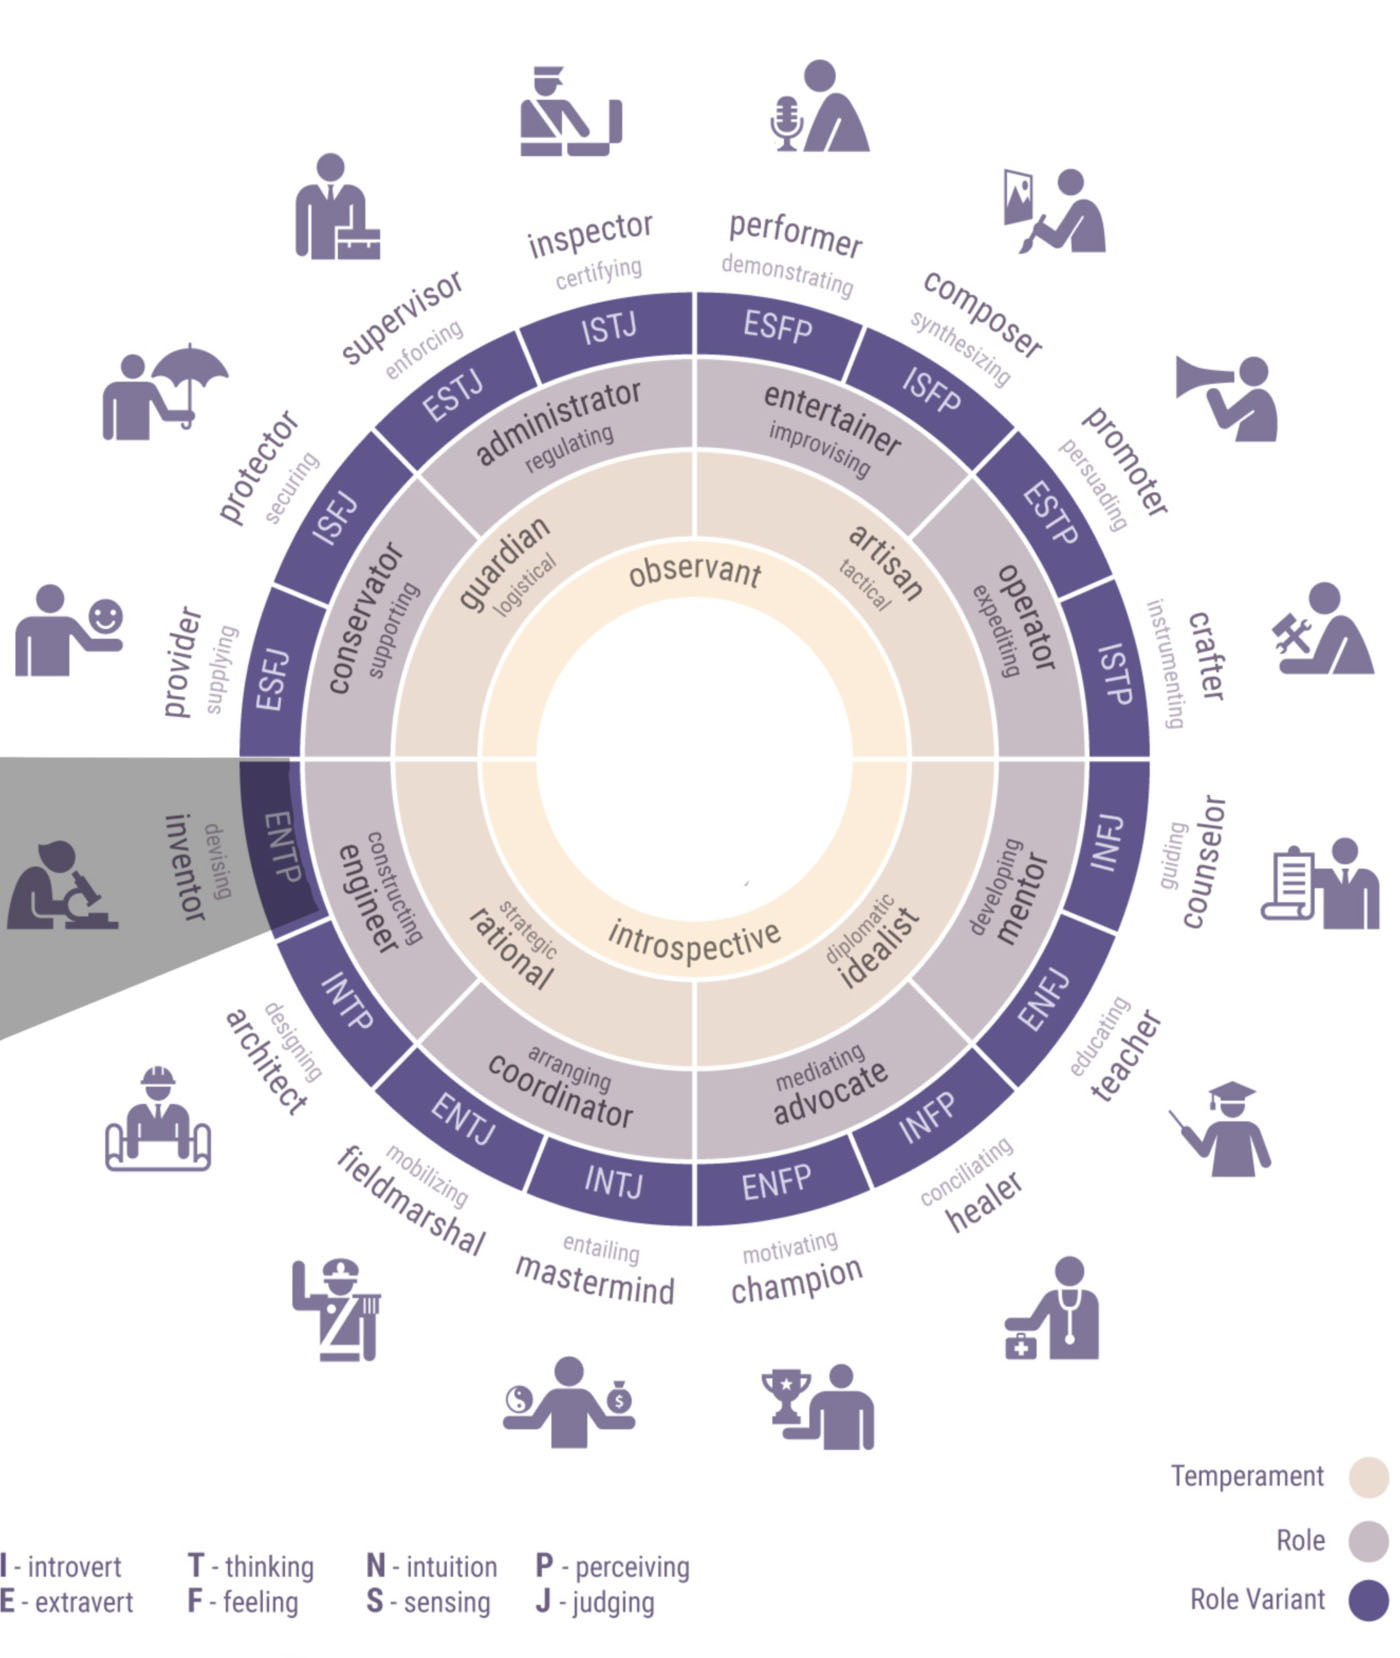 inspector
certifying
performer
demonstrating
supervisor
enforcing
composer
synthesizing
protector
securing
promoter
persuading
provider
supplying
crafter
instrumenting
ISTJ
ESFP
ESTJ
ISFP
ISFJ
ESTP
ESFJ
ISTP
administrator
regulating
entertainer
improvising
conservator
supporting
operator
expediting
guardian
logistical
artisan
tactical
observant
introspective
strategic
rational
diplomatic
idealist
constructing
engineer
developing
mentor
arranging
coordinator
mediating
advocate
ENTP
INFJ
INTP
ENFJ
ENTJ
INFP
INTJ
ENFP
devising
inventor
guiding
counselor
designing
architect
educating
teacher
mobilizing
fieldmarshal
conciliating
healer
entailing
mastermind
motivating
champion
$
Temperament
Role
Role Variant
I - introvert T - thinking N - intuition P - perceiving
E - extravert F - feeling S - sensing J - judging